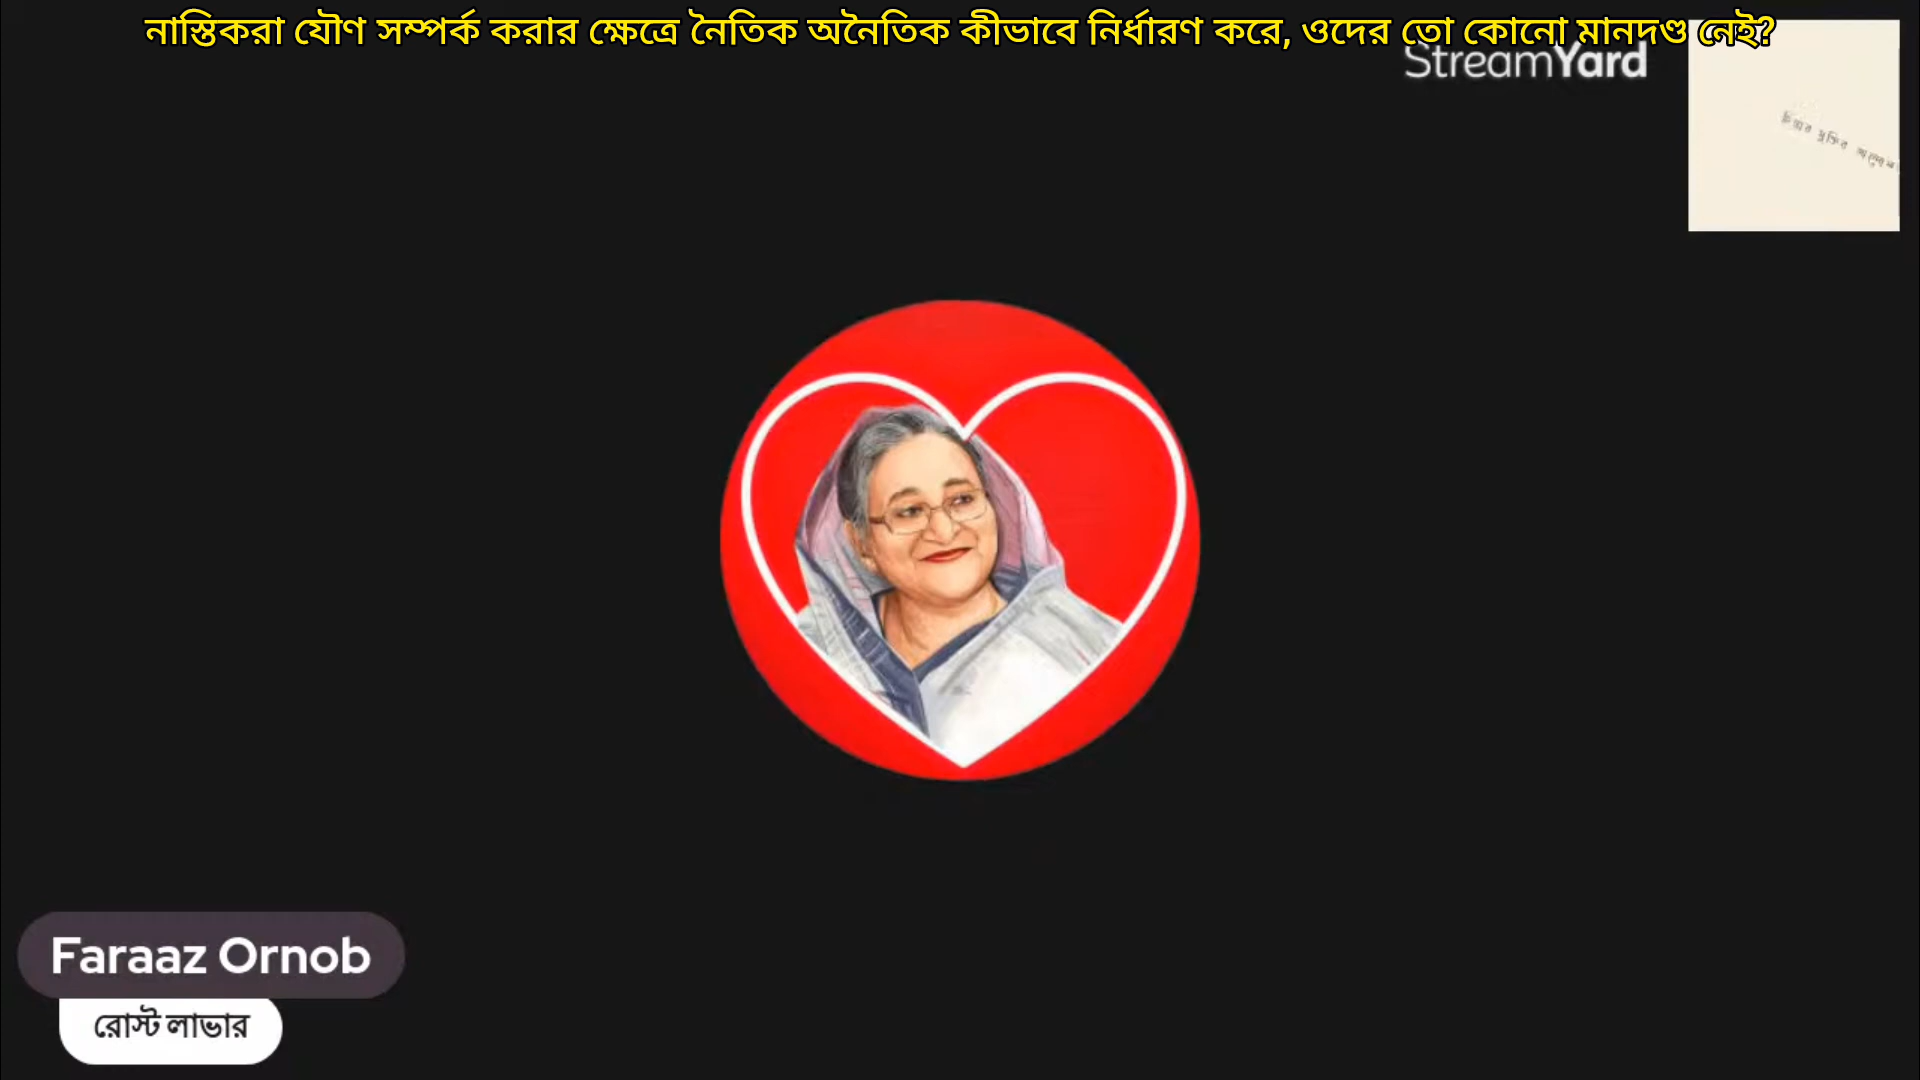 নাস্তিকরা যৌণ সম্পর্ক করার ক্ষেত্রে নৈতিক অনৈতিক কীভাবে নির্ধারণ করে, ওদের তো কোনো মানদণ্ড নেই?
StreamYard
Faraaz Ornob
রোস্ট লাভার